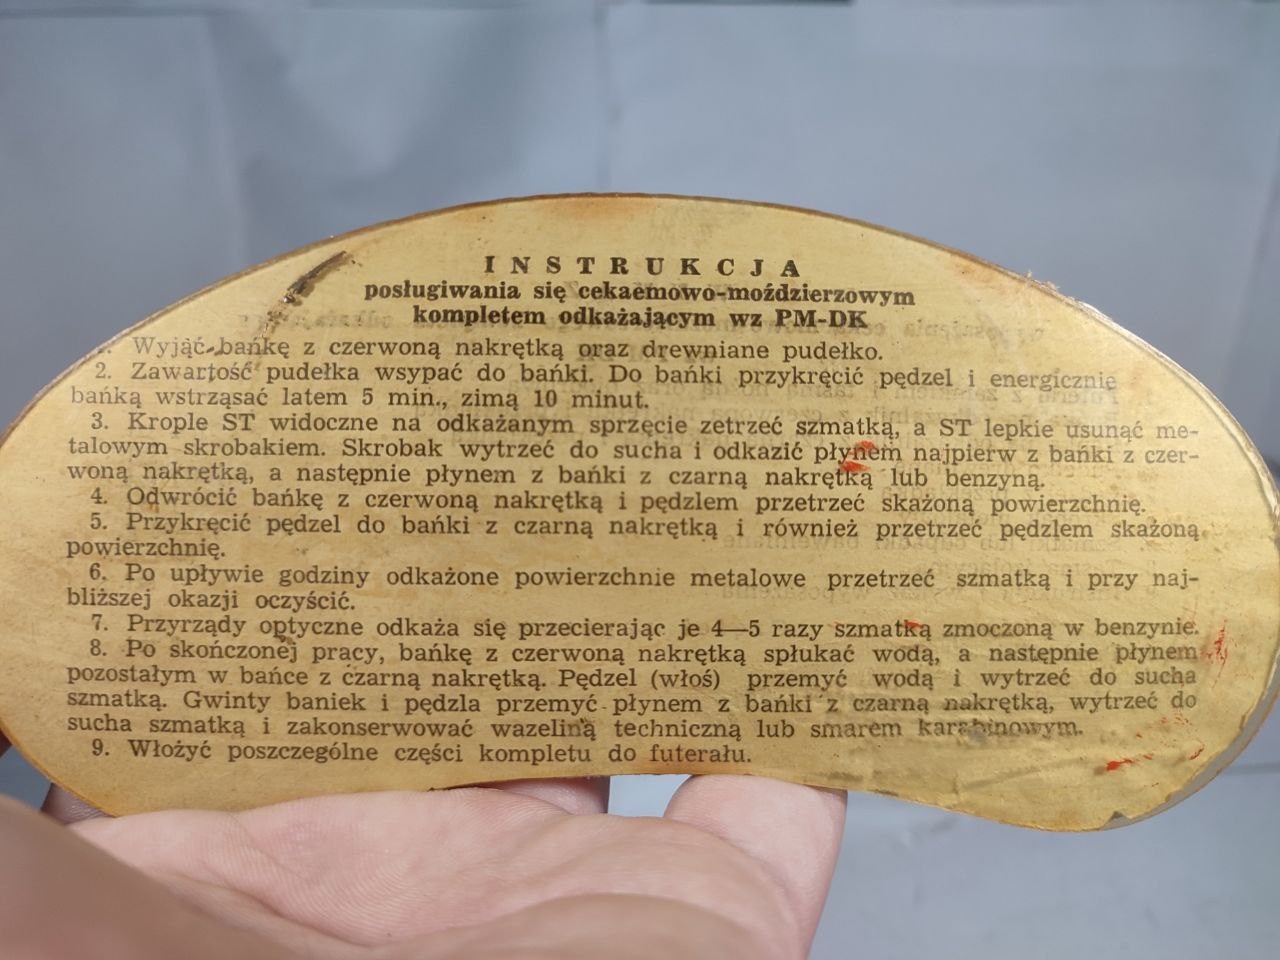 INSTRUKCJA
posługiwania się cekaemowo-moździerzowym
kompletem odkażającym wz PM-DK
1. Wyjąć bańkę z czerwoną nakrętką oraz drewniane pudełko.
2. Zawartość pudełka wsypać do bańki. Do bańki przykręcić pędzel i energicznie
bańką wstrząsać latem 5 min., zimą 10 minut.
3. Krople ST widoczne na odkażanym sprzęcie zetrzeć szmatką, a ST lepkie usunąć me-
talowym skrobakiem. Skrobak wytrzeć do sucha i odkazić płynem najpierw z bańki z czer-
woną nakrętką, a następnie płynem z bańki z czarną nakrętką lub benzyną.
4. Odwrócić bańkę z czerwoną nakrętką i pędzlem przetrzeć skażoną powierzchnię.
5. Przykręcić pędzel do bańki z czarną nakrętką i również przetrzeć pędzlem skażoną
powierzchnię.
6. Po upływie godziny odkażone powierzchnie metalowe przetrzeć szmatką i przy naj-
bliższej okazji oczyścić.
7. Przyrządy optyczne odkaża się przecierając je 4—5 razy szmatką zmoczoną w benzynie.
8. Po skończonej pracy, bańkę z czerwoną nakrętką spłukać wodą, a następnie płynem
pozostałym w bańce z czarną nakrętką. Pędzel (włoś) przemyć wodą i wytrzeć do sucha
szmatką. Gwinty baniek i pędzla przemyć płynem z bańki z czarną nakrętką, wytrzeć do
sucha szmatką i zakonserwować wazeliną techniczną lub smarem karabinowym.
9. Włożyć poszczególne części kompletu do futerału.